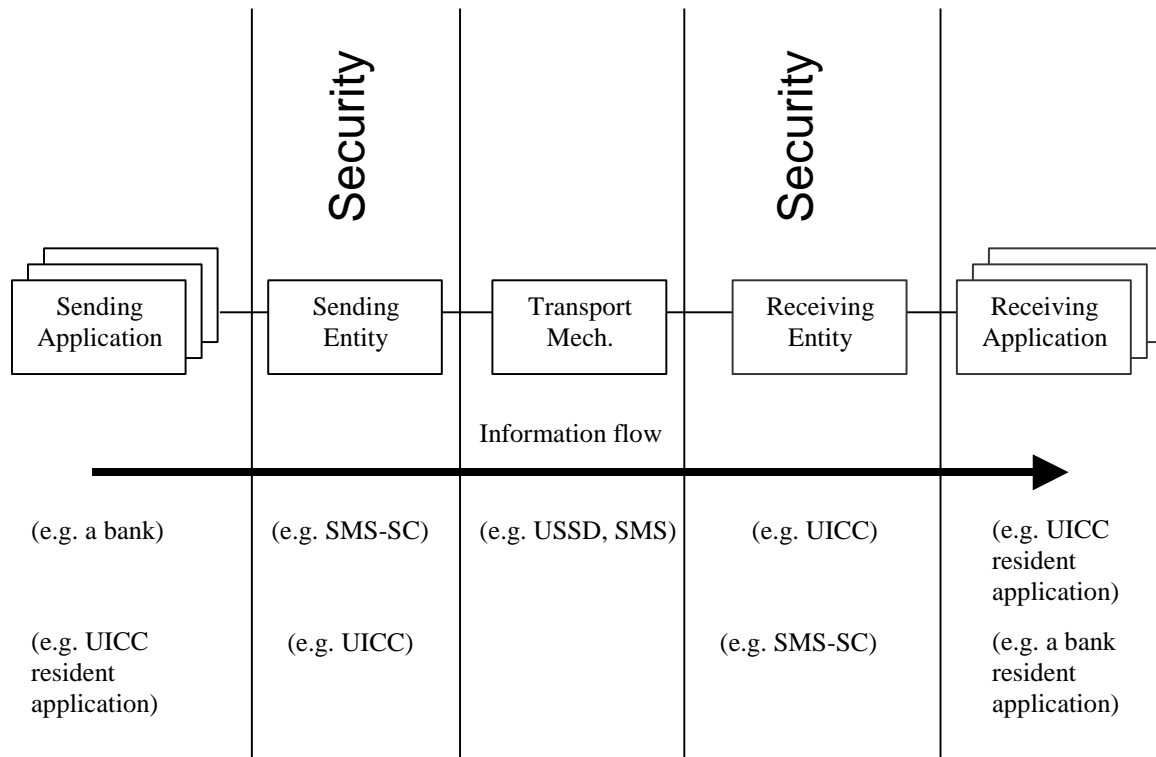 Security
Security
Sending
Application
Sending
Entity
Transport
Mech.
Receiving
Entity
Receiving
Application
Information flow
(e.g. a bank)
(e.g. SMS-SC)
(e.g. USSD, SMS)
(e.g. UICC)
(e.g. UICC
resident
application)
(e.g. UICC
resident
application)
(e.g. UICC)
(e.g. SMS-SC)
(e.g. a bank
resident
application)